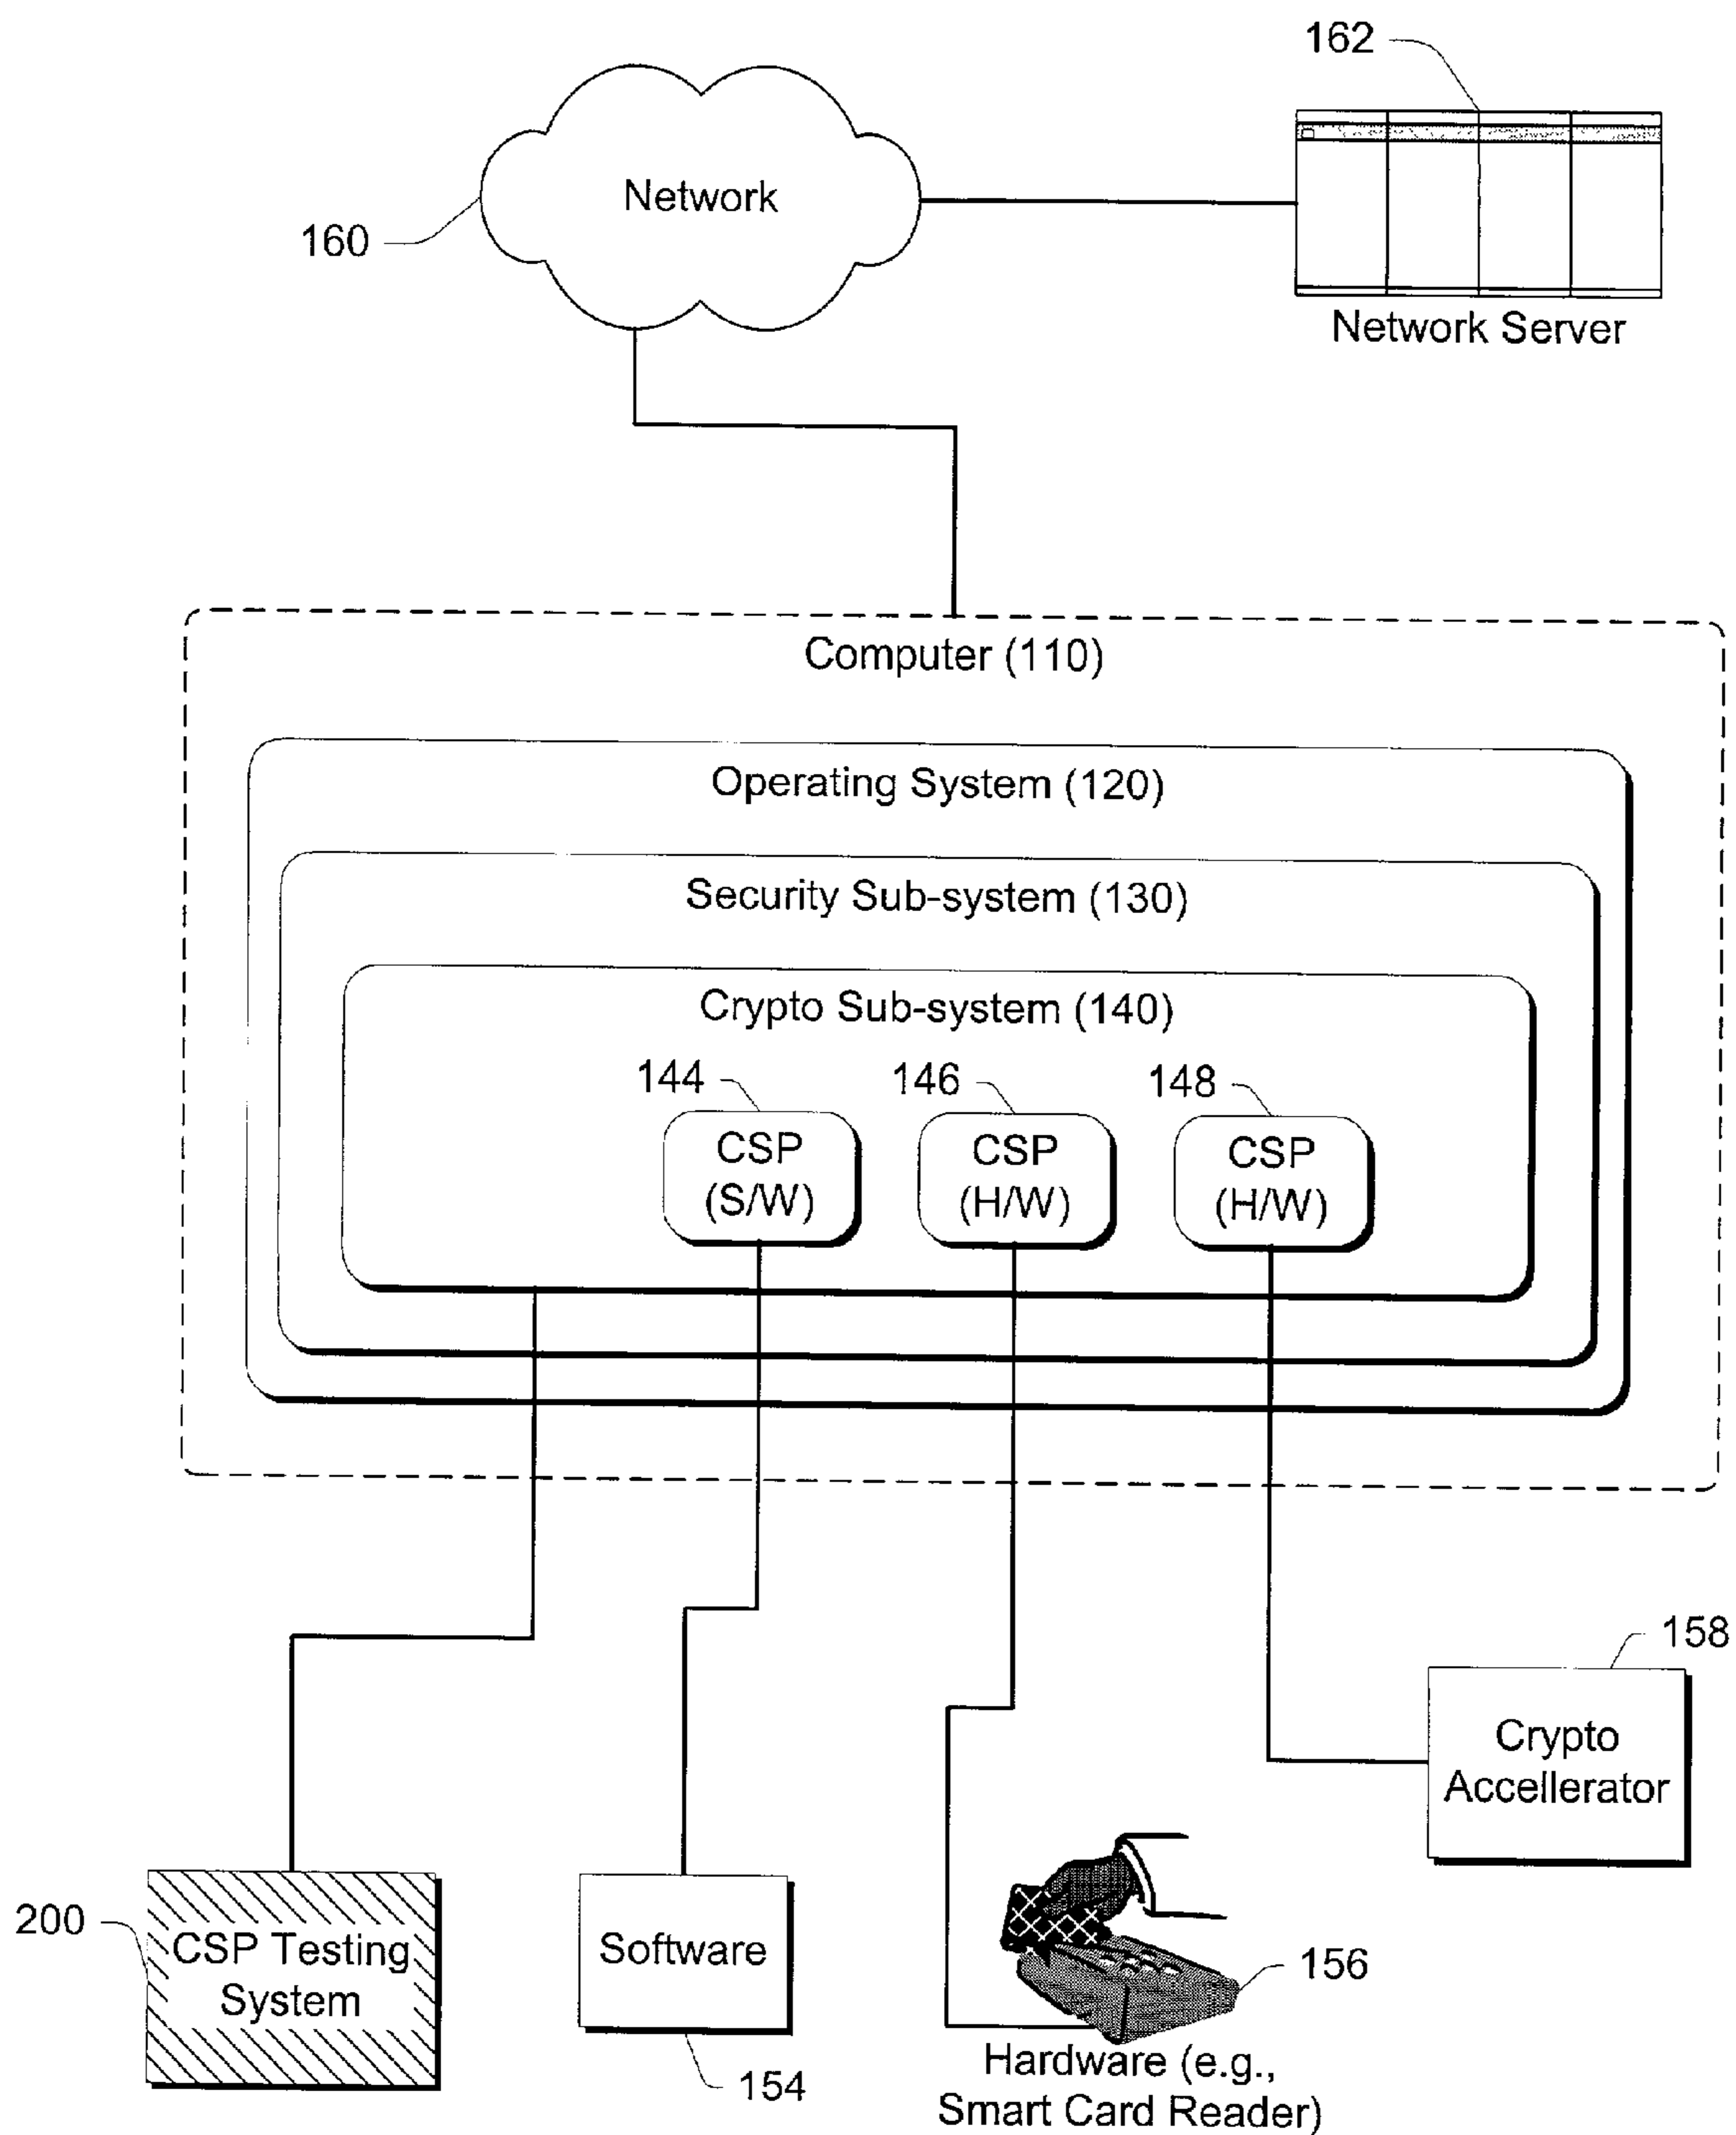 162
Network
160
Network Server
Computer (110)
Operating System (120)
Security Sub-system (130)
Crypto Sub-system (140)
144
146
148
CSP
(S/W)
CSP
(H/W)
CSP
(H/W)
158
Crypto
Accellerator
200
CSP Testing
System
Software
154
156
Hardware (e.g.,
Smart Card Reader)